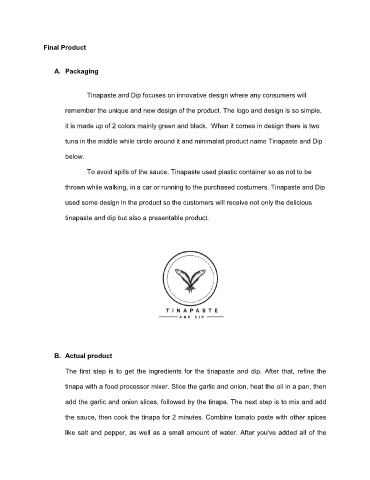 Final Product
A. Packaging
Tinapaste and Dip focuses on innovative design where any consumers will
remember the unique and new design of the product. The logo and design is so simple,
it is made up of 2 colors mainly green and black. When it comes in design there is two
tuna in the middle while circle around it and minimalist product name Tinapaste and Dip
below.
To avoid spills of the sauce. Tinapaste used plastic container so as not to be
thrown while walking, in a car or running to the purchased costumers. Tinapaste and Dip
used some design in the product so the customers will receive not only the delicious
tinapaste and dip but also a presentable product.
TINAPASTE
AND DIP
B. Actual product
The first step is to get the ingredients for the tinapaste and dip. After that, refine the
tinapa with a food processor mixer. Slice the garlic and onion, heat the oil in a pan, then
add the garlic and onion slices, followed by the tinapa. The next step is to mix and add
the sauce, then cook the tinapa for 2 minutes. Combine tomato paste with other spices
like salt and pepper, as well as a small amount of water. After you've added all of the